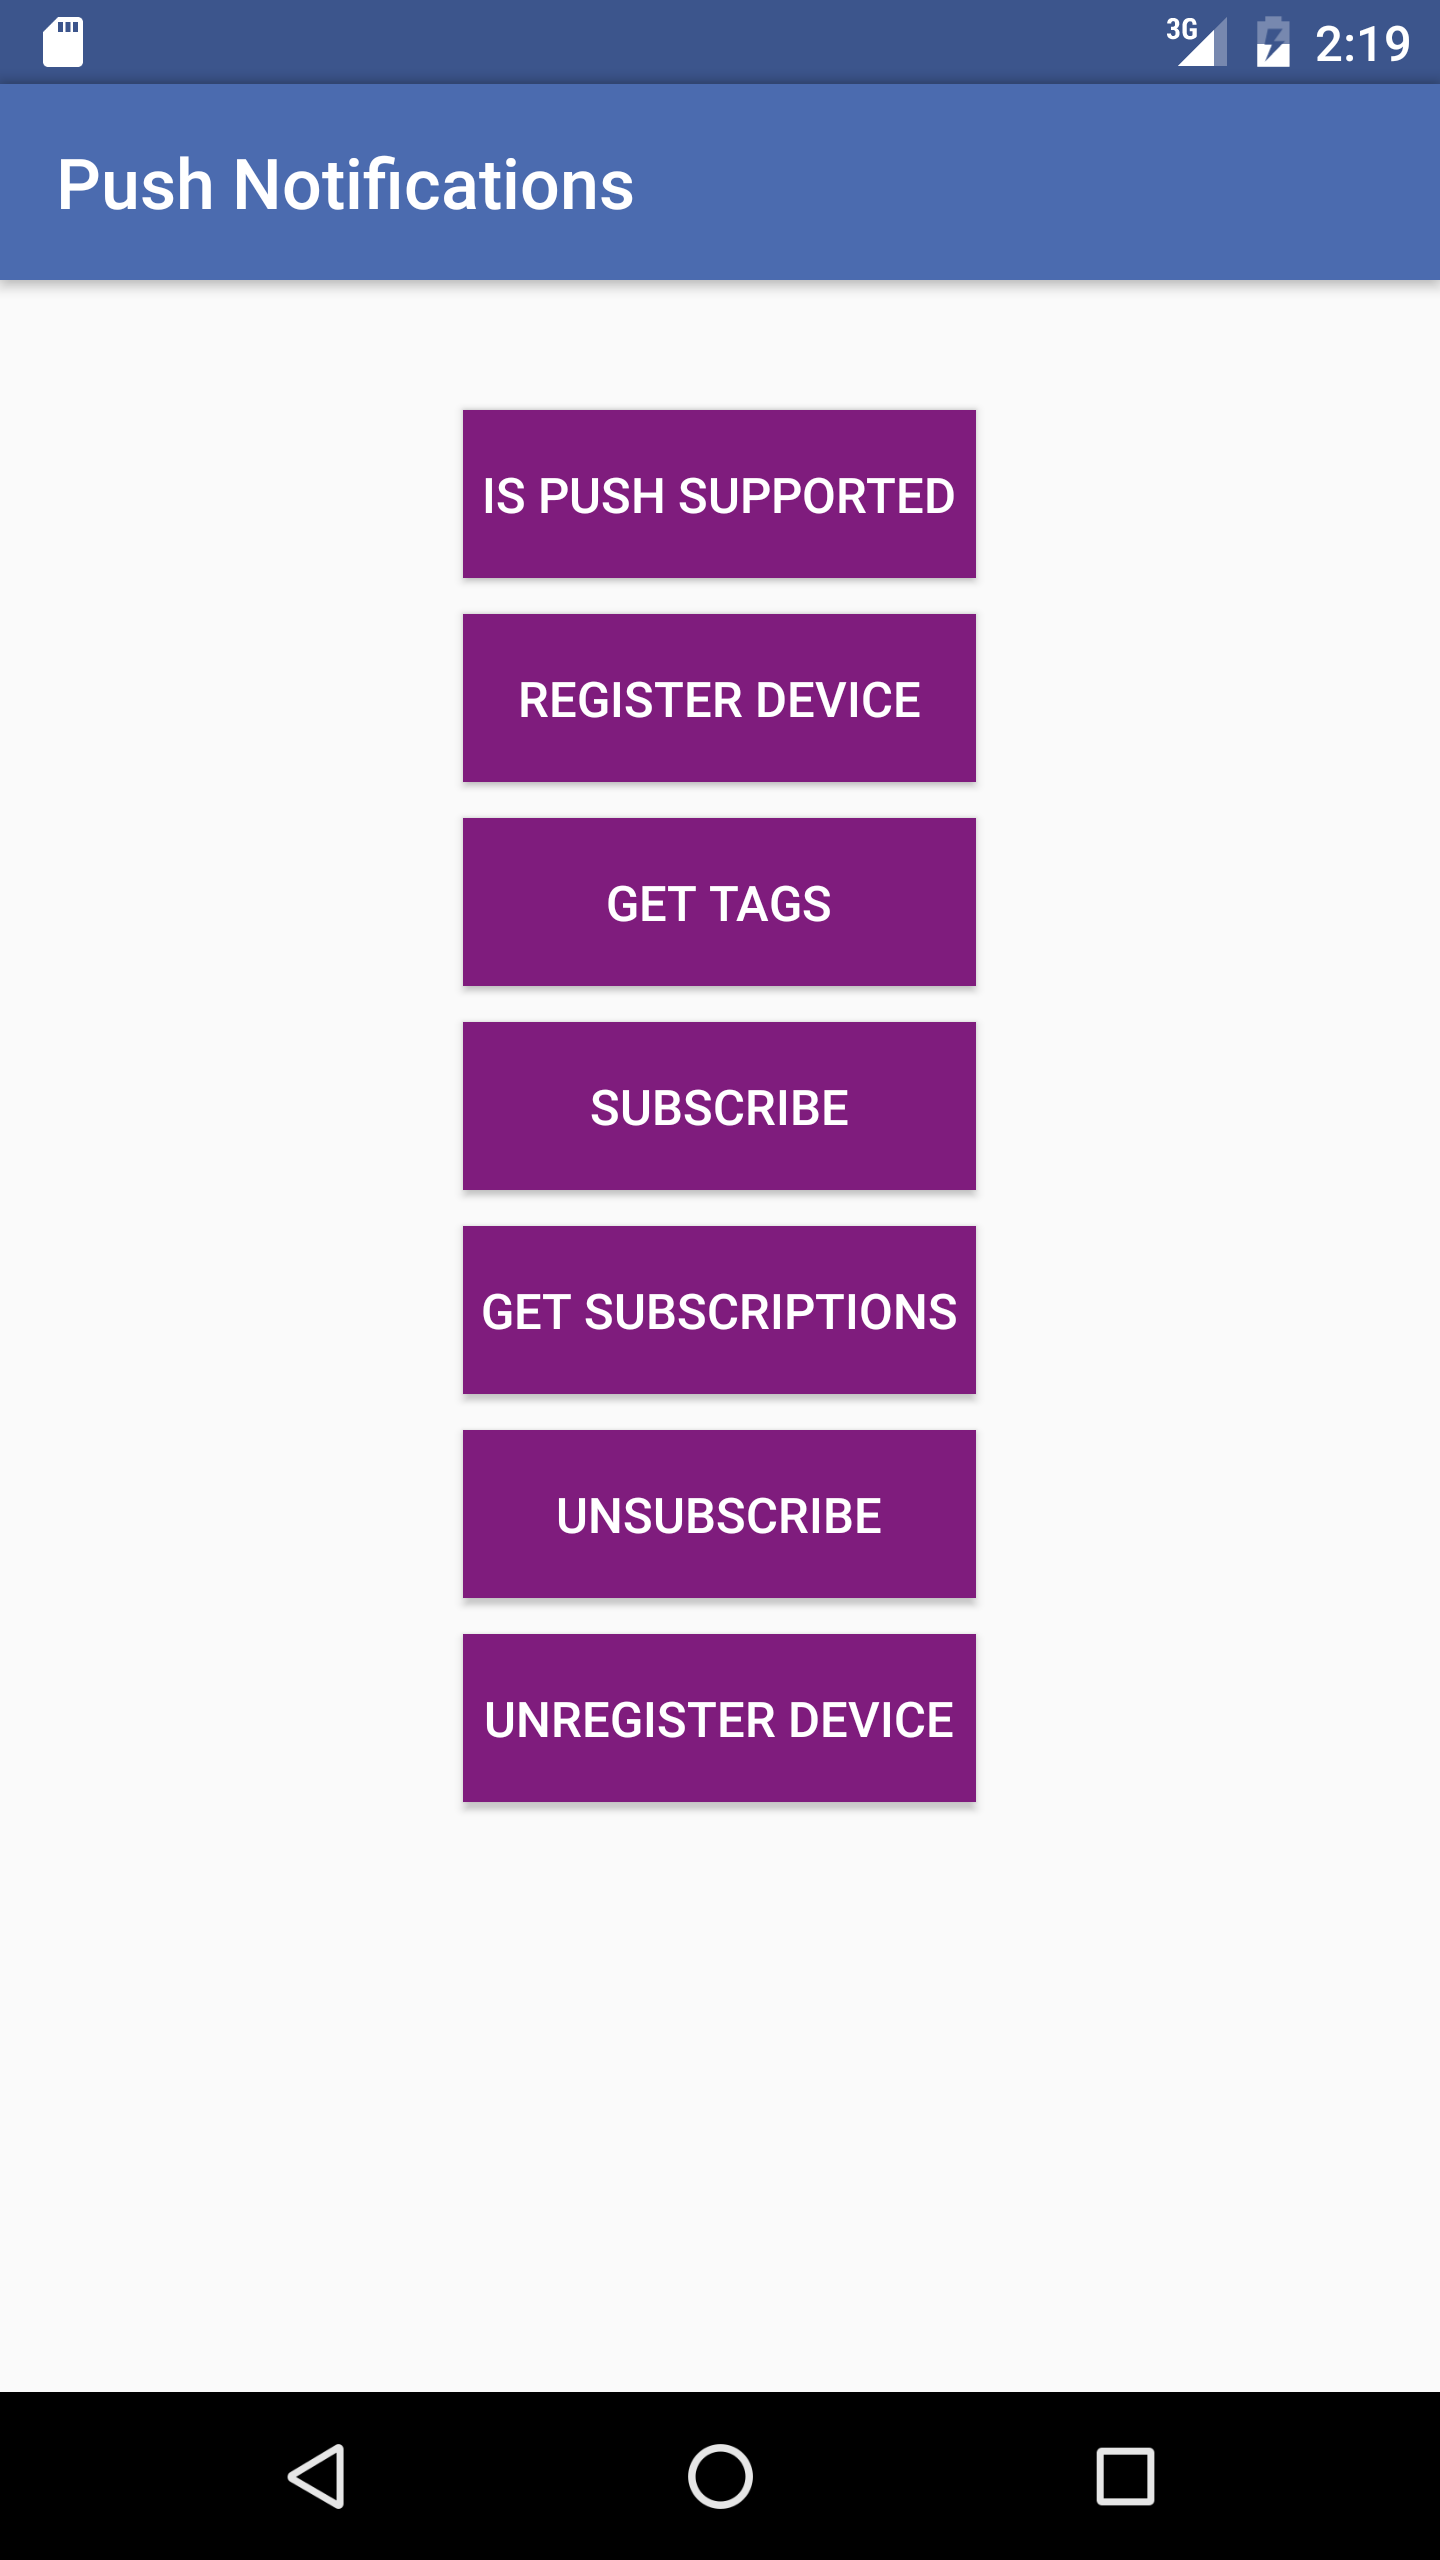 3G 2:19
Push Notifications
IS PUSH SUPPORTED
REGISTER DEVICE
GET TAGS
SUBSCRIBE
GET SUBSCRIPTIONS
UNSUBSCRIBE
UNREGISTER DEVICE